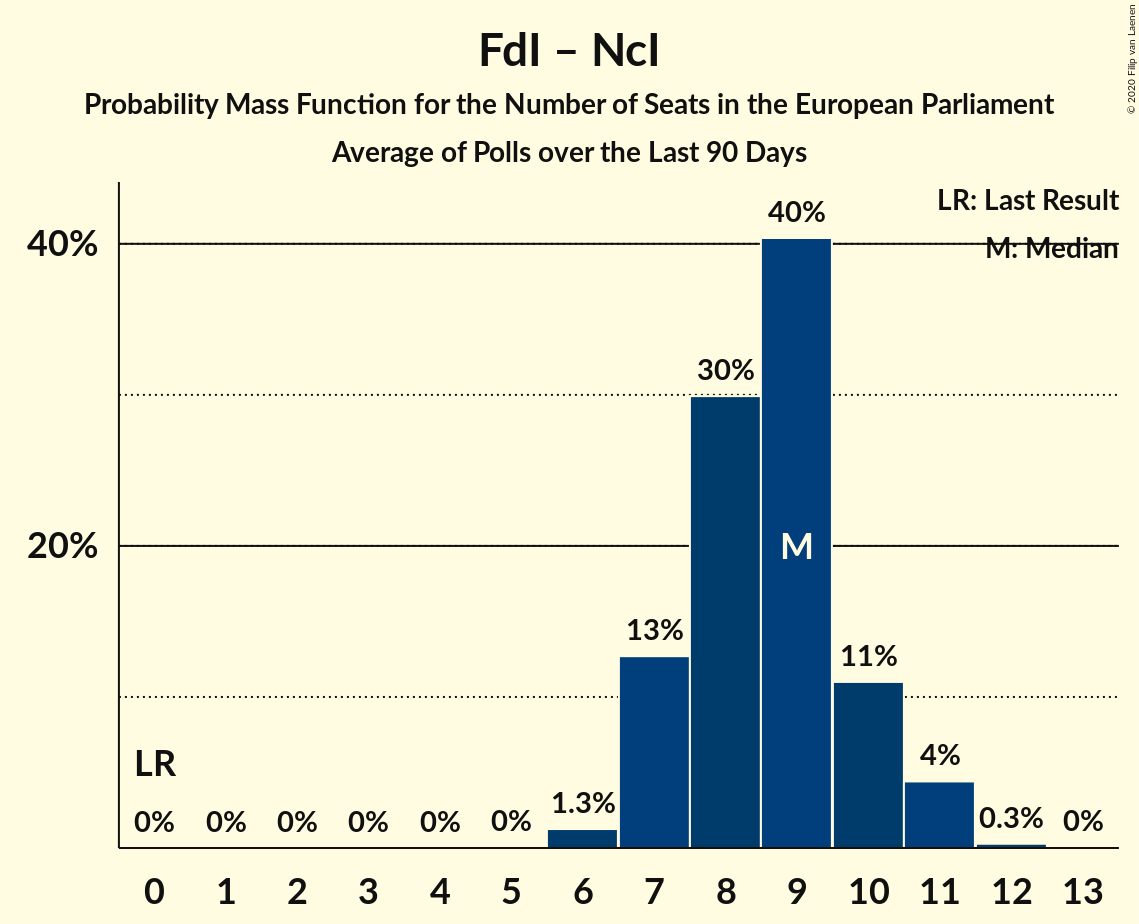 FdI – NcI
Probability Mass Function for the Number of Seats in the European Parliament
Average of Polls over the Last 90 Days
© 2020 Filip van Laenen
LR: Last Result
M: Median
40%
20%
40%
30%
M
13%
11%
4%
LR
1.3%
0.3%
0% 0% 0% 0% 0% 0% 0%
0 1 2 3 4 5 6 7 8 9 10 11 12 13